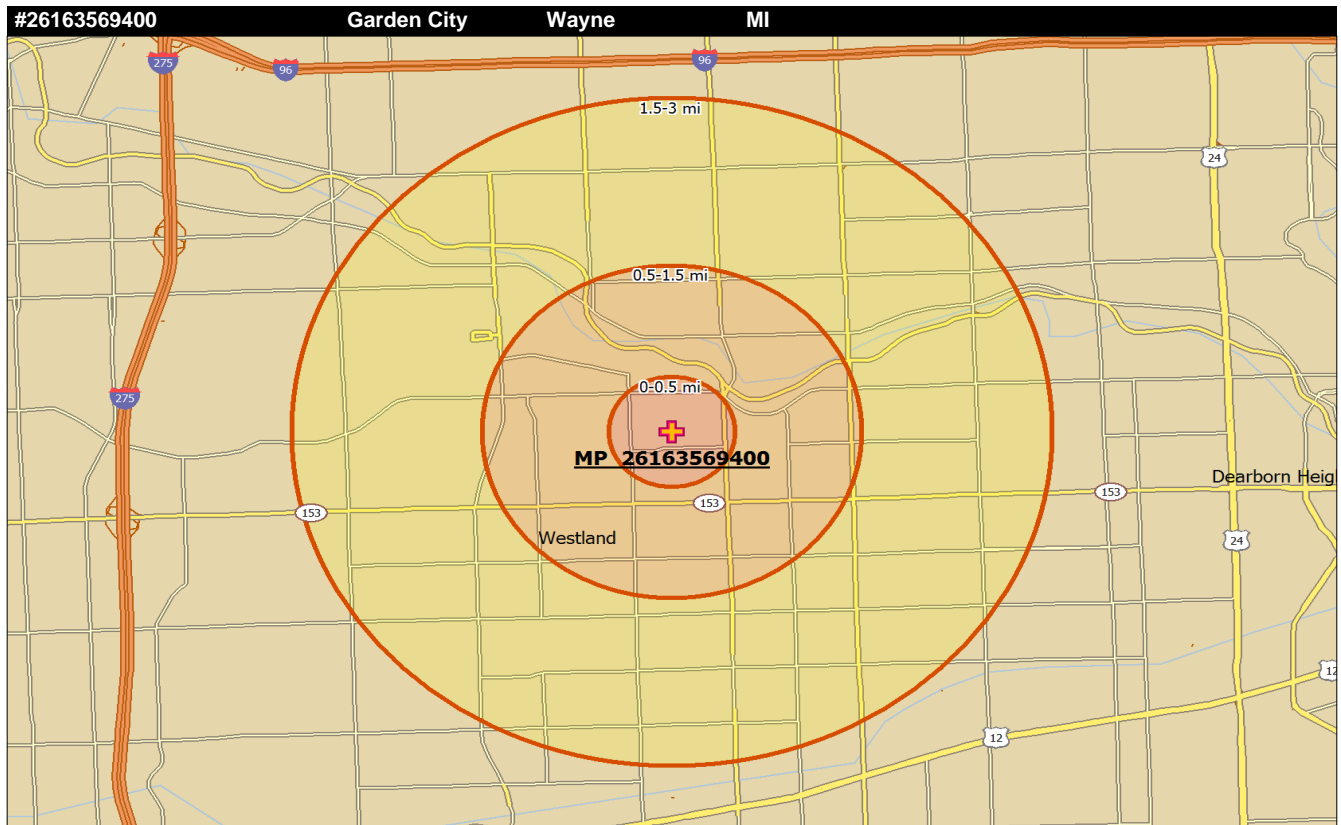 #26163569400 Garden City Wayne MI
275
96
96
1.5-3 mi
24
0.5-1.5 mi
0-0.5 mi
275
MP 26163569400
Dearborn Heig
153
153
153
Westland
24
12
12